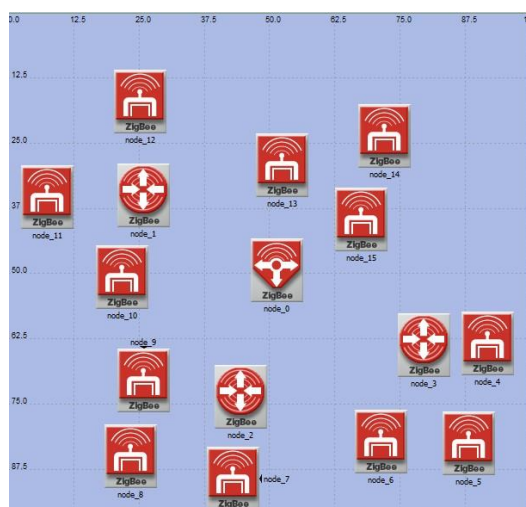 0.0 12.5 25.0 37.5 50.0 62.5 75.0 87.5
12.5
ZigBee
node_12
25.0
ZigBee
node_14
ZigBee
node_13
37
ZigBee
node_11
ZigBee
node_1
ZigBee
node_15
50.0
ZigBee
node_10
ZigBee
node_0
62.5
node_9
ZigBee
ZigBee
node_3
ZigBee
node_4
75.0
ZigBee
node_2
87.5
ZigBee
node_8
node_7
ZigBee
ZigBee
node_6
ZigBee
node_5